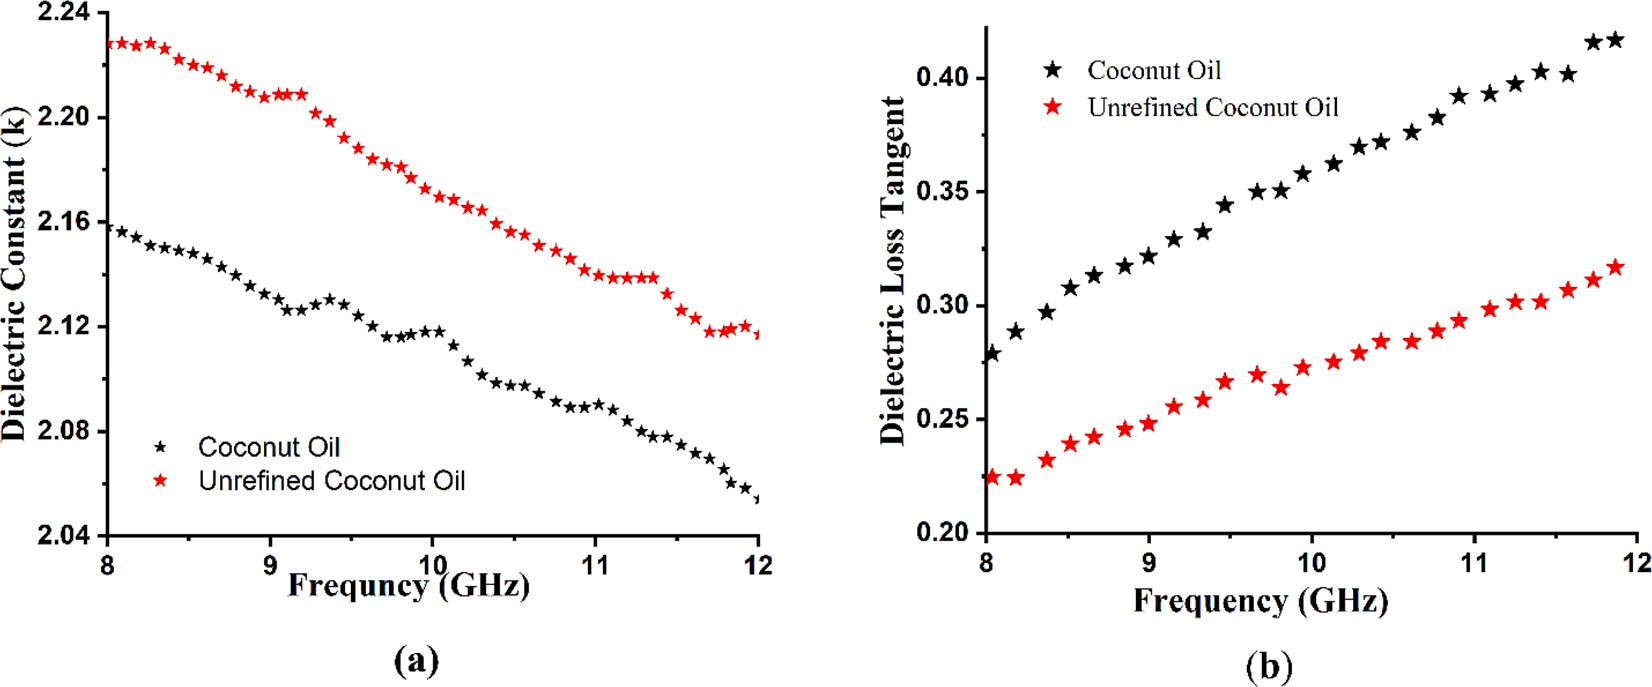 2.24
2.20
2.16
2.12
2.08
2.04
Dielectric Constant (k)
Coconut Oil
Unrefined Coconut Oil
8 9 10 11 12
Frequncy (GHz)
(a)
0.40
0.35
0.30
0.25
0.20
Dielectric Loss Tangent
Coconut Oil
Unrefined Coconut Oil
8 9 10 11 12
Frequency (GHz)
(b)